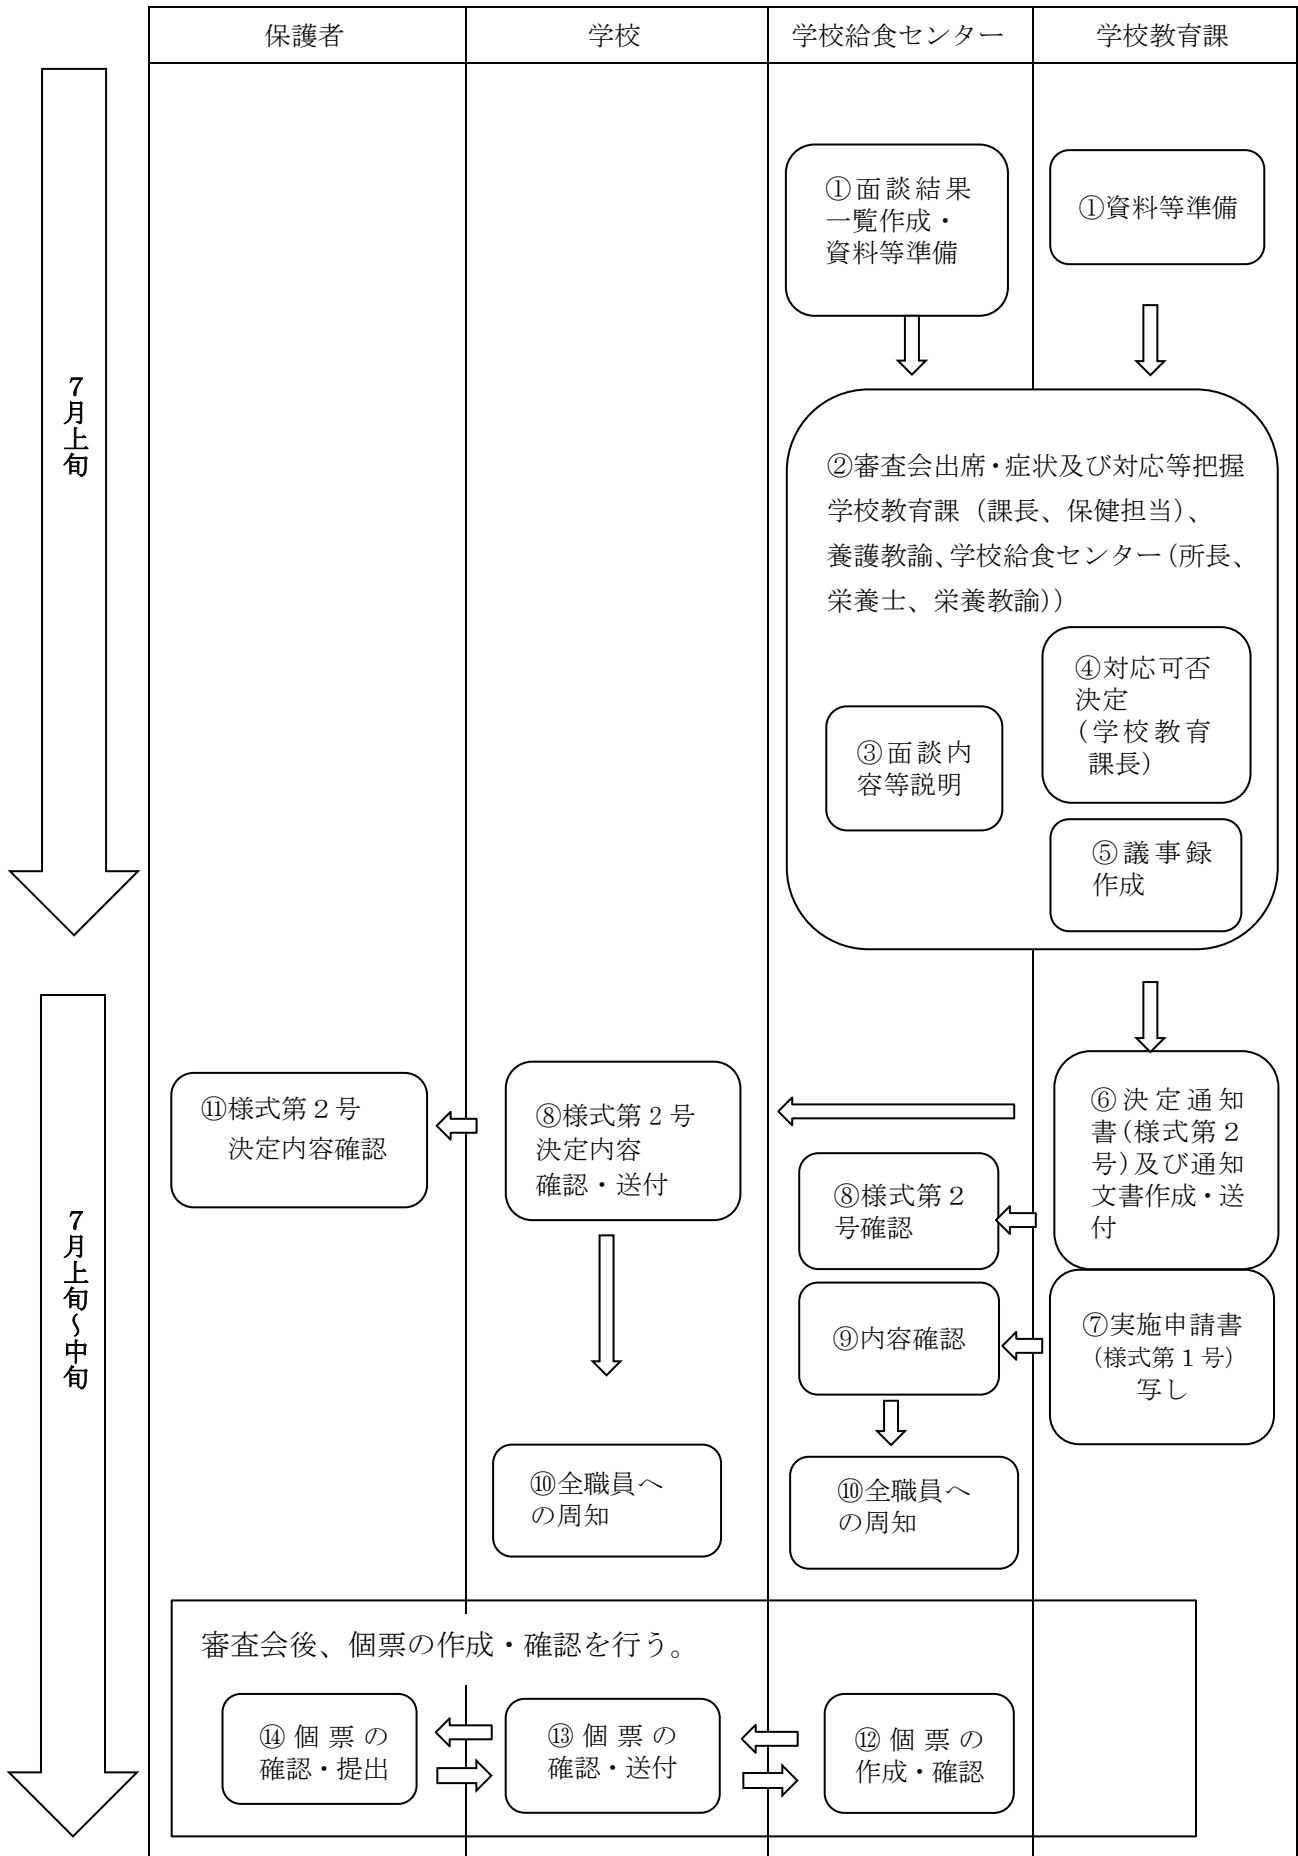 保護者
学校
学校給食センター
学校教育課
7月上旬
①面談結果
一覧作成・
資料等準備
①資料等準備
②審査会出席・症状及び対応等把握
学校教育課（課長、保健担当）、
養護教諭、学校給食センター（所長、
栄養士、栄養教諭））
③面談内
容等説明
④対応可否
決定
（学校教育
課長）
⑤議事録
作成
7月上旬～中旬
⑥決定通知
書（様式第２
号）及び通知
文書作成・送
付
⑦実施申請書
（様式第１号）
写し
⑧様式第２号
決定内容
確認・送付
⑧様式第２
号確認
⑨内容確認
⑪様式第２号
決定内容確認
⑩全職員へ
の周知
⑩全職員へ
の周知
審査会後、個票の作成・確認を行う。
⑭個票の
確認・提出
⑬個票の
確認・送付
⑫個票の
作成・確認